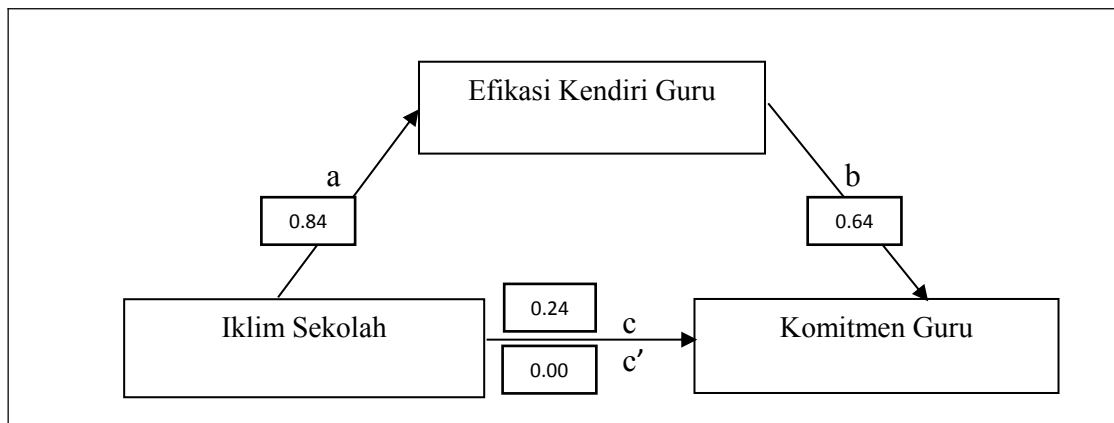 Efikasi Kendiri Guru
a
b
0.84
0.64
Iklim Sekolah
0.24
c
c’
0.00
Komitmen Guru